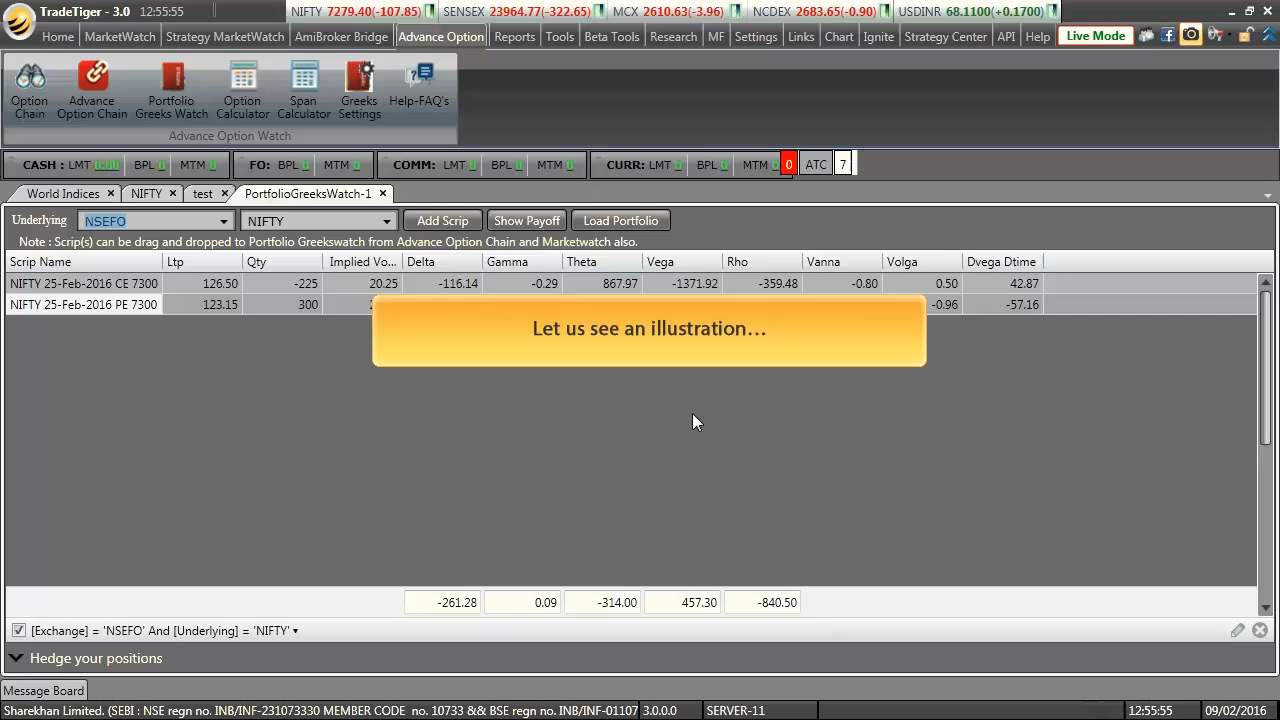 TradeTiger - 3.0 12:55:55 NIFTY 7279.40(-107.85) SENSEX 23964.77(-322.65) MCX 2610.63(-3.96) NCDEX 2683.65(-0.90) USDINR 68.1100(+0.1700)
Home MarketWatch Strategy MarketWatch AmiBroker Bridge Advance Option Reports Tools Beta Tools Research MF Settings Links Chart Ignite Strategy Center API Help Live Mode
Option Chain
Advance Option Chain
Portfolio Greeks Watch
Option Calculator
Span Calculator
Greeks Settings
Help-FAQ's
Advance Option Watch
CASH : LMT 0.00 BPL 0 MTM 0 FO: BPL 0 MTM 0 COMM: LMT 0 BPL 0 MTM 0 CURR: LMT 0 BPL 0 MTM 0 ATC 7
World Indices NIFTY test PortfolioGreeksWatch-1
Underlying NSEFO NIFTY Add Scrip Show Payoff Load Portfolio
Note : Scrip(s) can be drag and dropped to Portfolio Greekswatch from Advance Option Chain and Marketwatch also.
Scrip Name Ltp Qty Implied Vo... Delta Gamma Theta Vega Rho Vanna Volga Dvega Dtime
NIFTY 25-Feb-2016 CE 7300 126.50 -225 20.25 -116.14 -0.29 867.97 -1371.92 -359.48 -0.80 0.50 42.87
NIFTY 25-Feb-2016 PE 7300 123.15 300 -0.96 -57.16
Let us see an illustration...
-261.28 0.09 -314.00 457.30 -840.50
[Exchange] = 'NSEFO' And [Underlying] = 'NIFTY'
Hedge your positions
Message Board
Sharekhan Limited. (SEBI : NSE regn no. INB/INF-231073330 MEMBER CODE no. 10733 && BSE regn no. INB/INF-01107 3.0.0.0 SERVER-11 12:55:55 09/02/2016